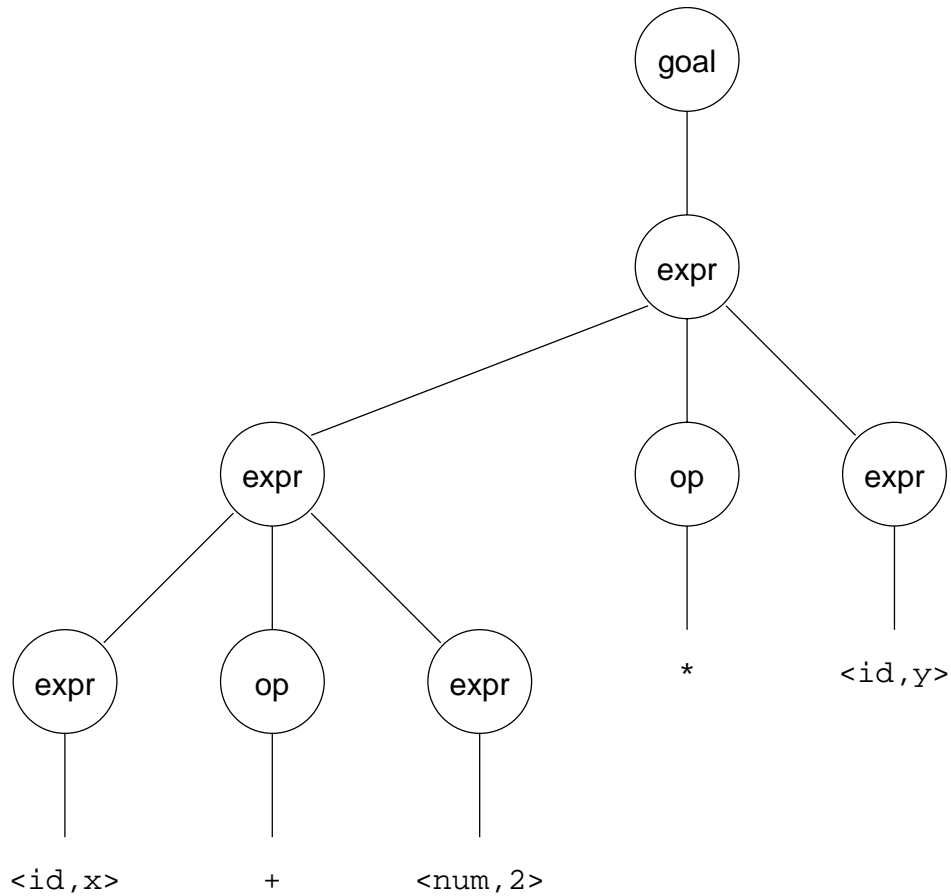 goal
expr
expr op expr
expr op expr * <id,y>
<id,x> + <num,2>